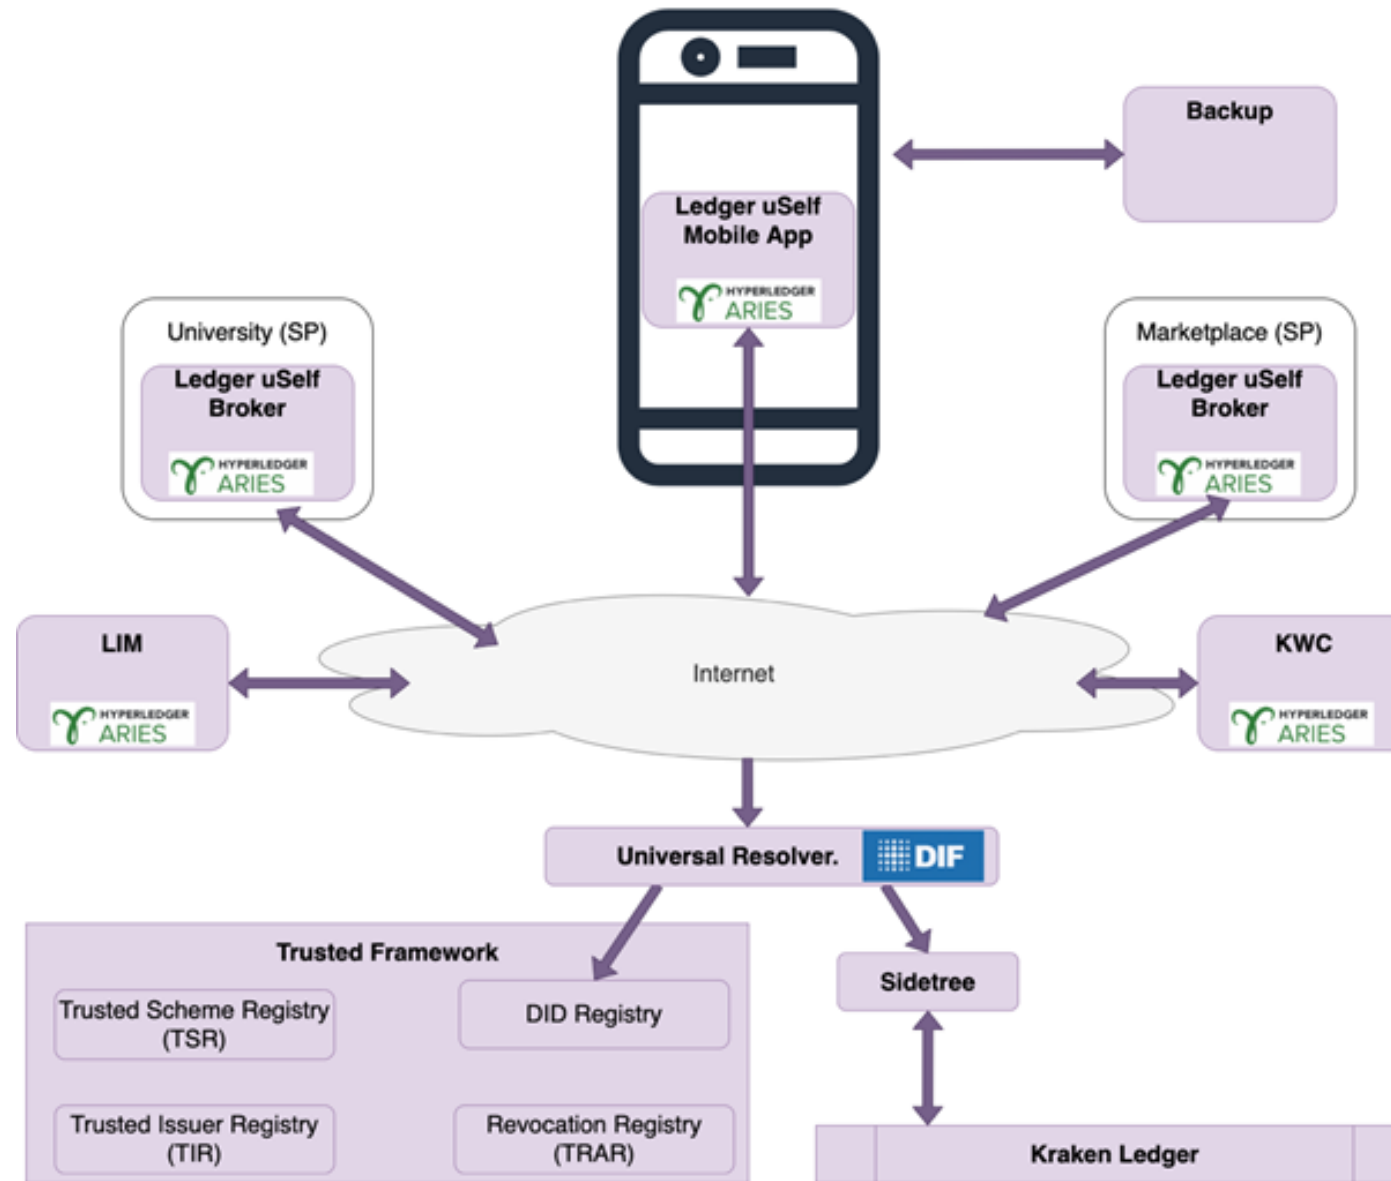 Backup
Ledger uSelf
Mobile App
HYPERLEDGER
ARIES
University (SP)
Ledger uSelf
Broker
HYPERLEDGER
ARIES
Marketplace (SP)
Ledger uSelf
Broker
HYPERLEDGER
ARIES
LIM
HYPERLEDGER
ARIES
Internet
KWC
HYPERLEDGER
ARIES
Universal Resolver.
DIF
Trusted Framework
Trusted Scheme Registry
(TSR)
DID Registry
Trusted Issuer Registry
(TIR)
Revocation Registry
(TRAR)
Sidetree
Kraken Ledger